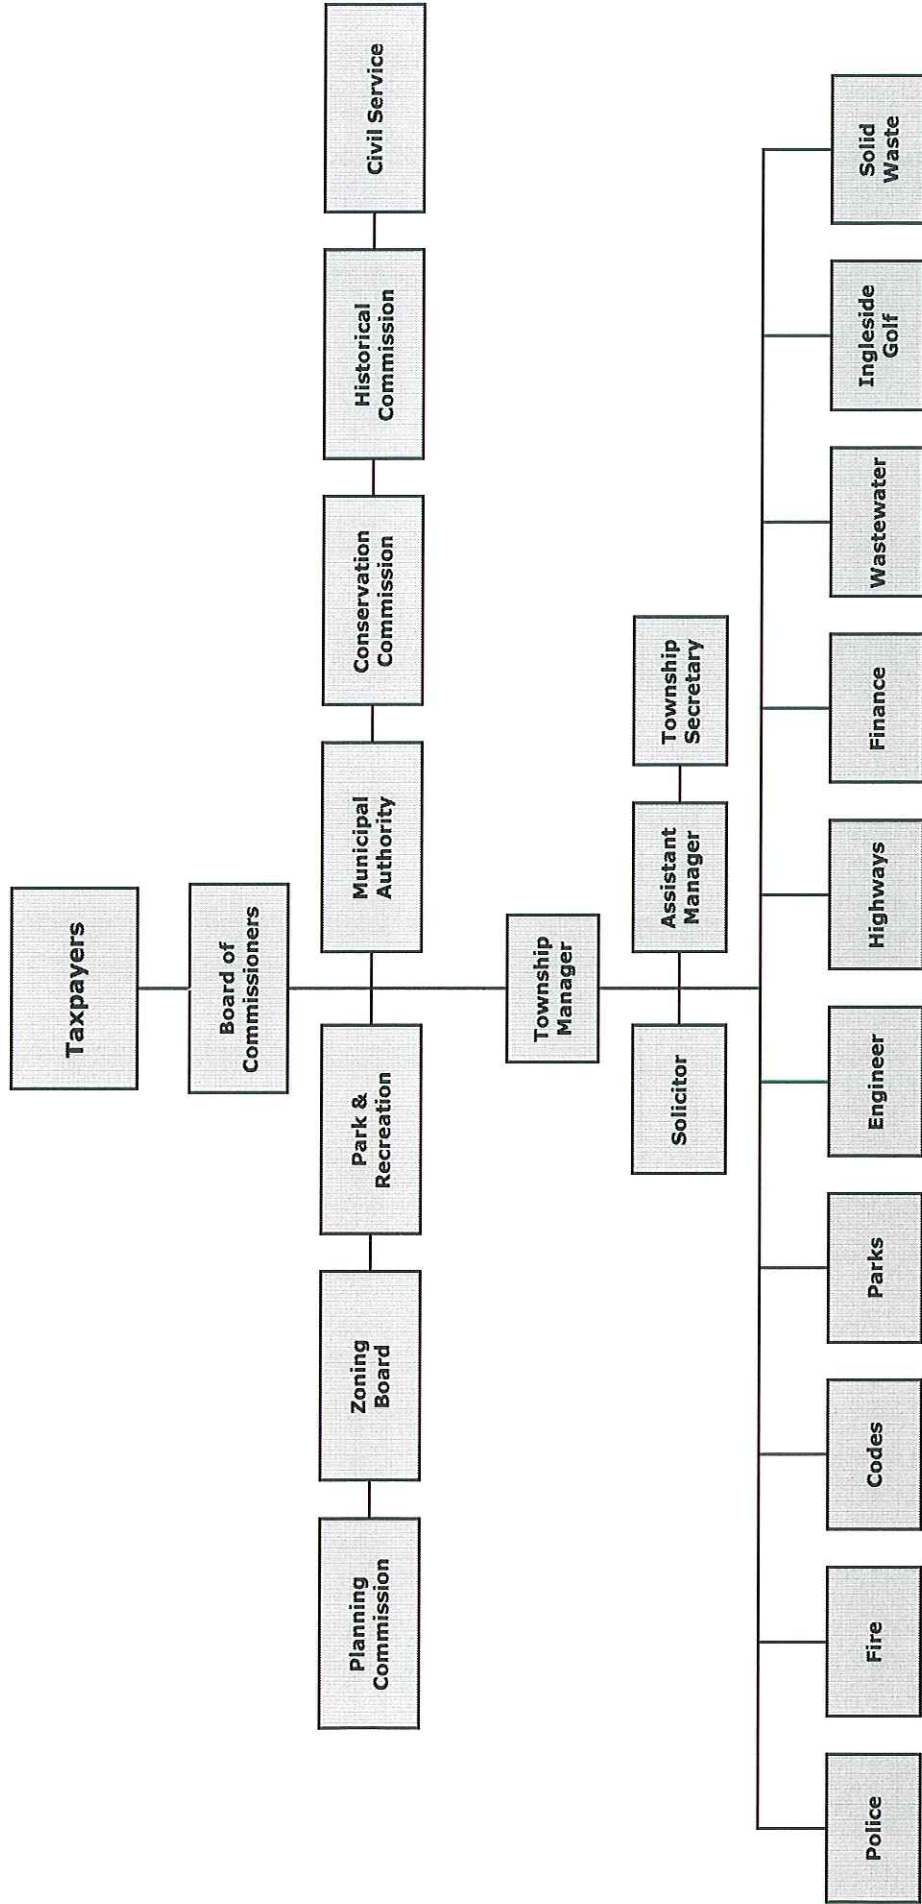 Taxpayers
Board of
Commissioners
Planning
Commission
Zoning
Board
Park &
Recreation
Municipal
Authority
Conservation
Commission
Historical
Commission
Civil Service
Township
Manager
Solicitor
Assistant
Manager
Township
Secretary
Police
Fire
Codes
Parks
Engineer
Highways
Finance
Wastewater
Ingleside
Golf
Solid
Waste